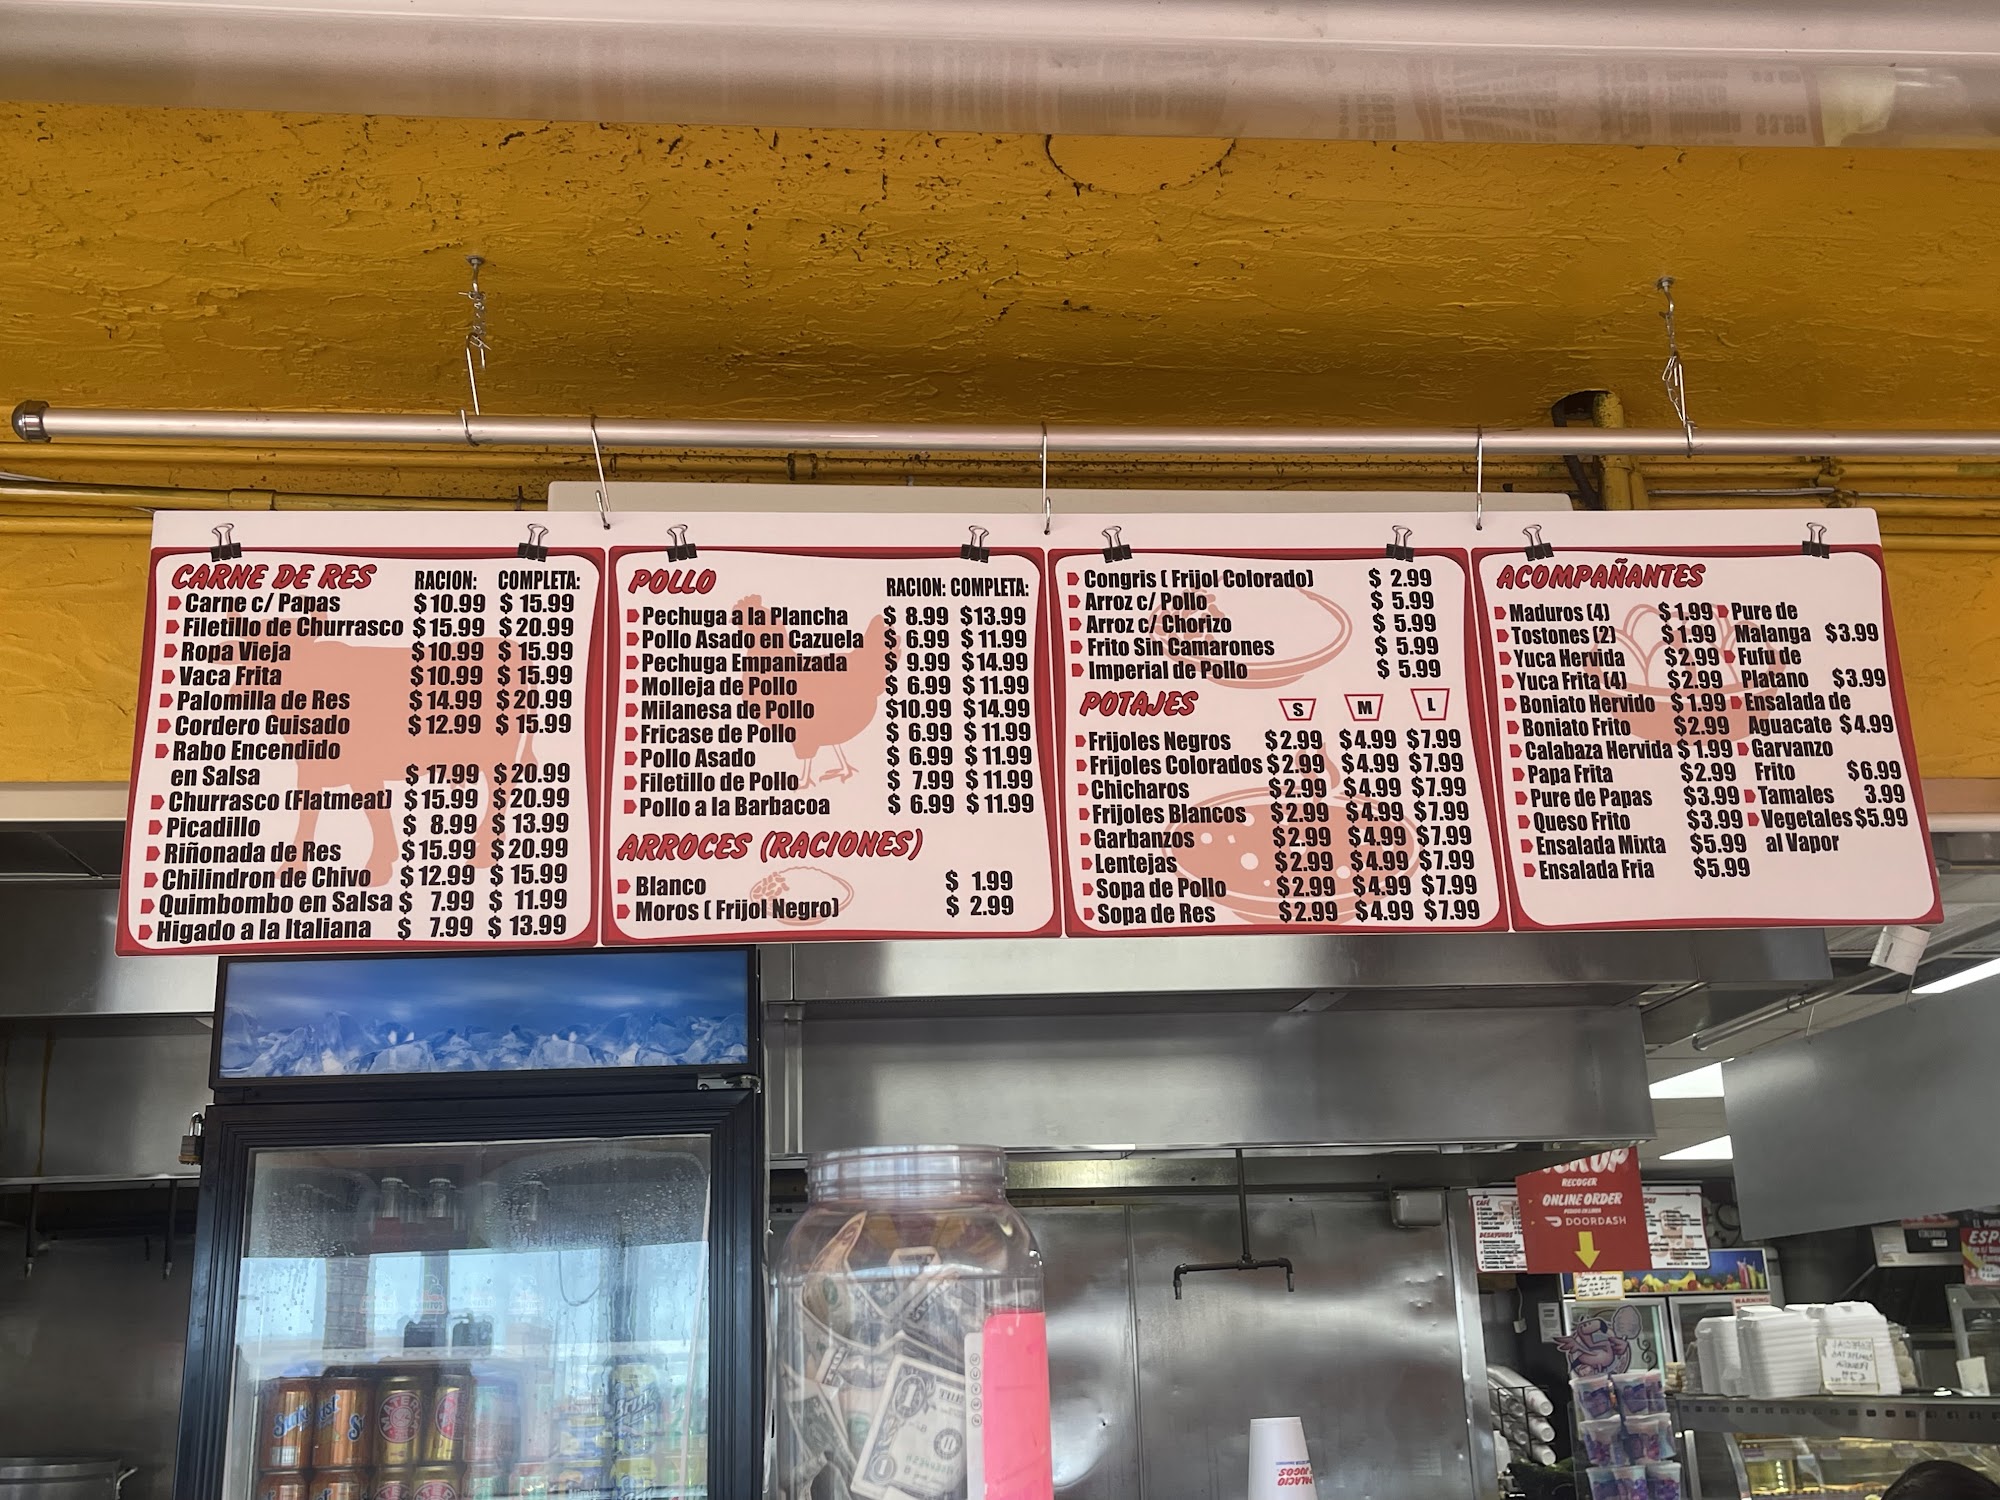 CARNE DE RES RACION: COMPLETA:
Carne c/ Papas $10.99 $15.99
Filetillo de Churrasco $15.99 $20.99
Ropa Vieja $10.99 $15.99
Vaca Frita $10.99 $15.99
Palomilla de Res $14.99 $20.99
Cordero Guisado $12.99 $15.99
Rabo Encendido
en Salsa $17.99 $20.99
Churrasco (Flatmeat) $15.99 $20.99
Picadillo $8.99 $13.99
Riñonada de Res $15.99 $20.99
Chilindron de Chivo $12.99 $15.99
Quimbombo en Salsa $7.99 $11.99
Higado a la Italiana $7.99 $13.99
POLLO RACION: COMPLETA:
Pechuga a la Plancha $8.99 $13.99
Pollo Asado en Cazuela $6.99 $11.99
Pechuga Empanizada $9.99 $14.99
Molleja de Pollo $6.99 $11.99
Milanesa de Pollo $10.99 $14.99
Fricase de Pollo $6.99 $11.99
Pollo Asado $6.99 $11.99
Filetillo de Pollo $7.99 $11.99
Pollo a la Barbacoa $6.99 $11.99
ARROCES (RACIONES)
Blanco $1.99
Moros ( Frijol Negro) $2.99
Congris ( Frijol Colorado) $2.99
Arroz c/ Pollo $5.99
Arroz c/ Chorizo $5.99
Frito Sin Camarones $5.99
Imperial de Pollo $5.99
POTAJES S M L
Frijoles Negros $2.99 $4.99 $7.99
Frijoles Colorados $2.99 $4.99 $7.99
Chicharos $2.99 $4.99 $7.99
Frijoles Blancos $2.99 $4.99 $7.99
Garbanzos $2.99 $4.99 $7.99
Lentejas $2.99 $4.99 $7.99
Sopa de Pollo $2.99 $4.99 $7.99
Sopa de Res $2.99 $4.99 $7.99
ACOMPAÑANTES
Maduros (4) $1.99
Tostones (2) $1.99
Yuca Hervida $2.99
Yuca Frita (4) $2.99
Boniato Hervido $1.99
Boniato Frito $2.99
Calabaza Hervida $1.99
Papa Frita $2.99
Pure de Papas $3.99
Queso Frito $3.99
Ensalada Mixta $5.99
Ensalada Fria $5.99
Pure de
Malanga $3.99
Fufu de
Platano $3.99
Ensalada de
Aguacate $4.99
Garvanzo
Frito $6.99
Tamales 3.99
Vegetales $5.99
al Vapor
RECOGER
ONLINE ORDER
DOORDASH
WARNING